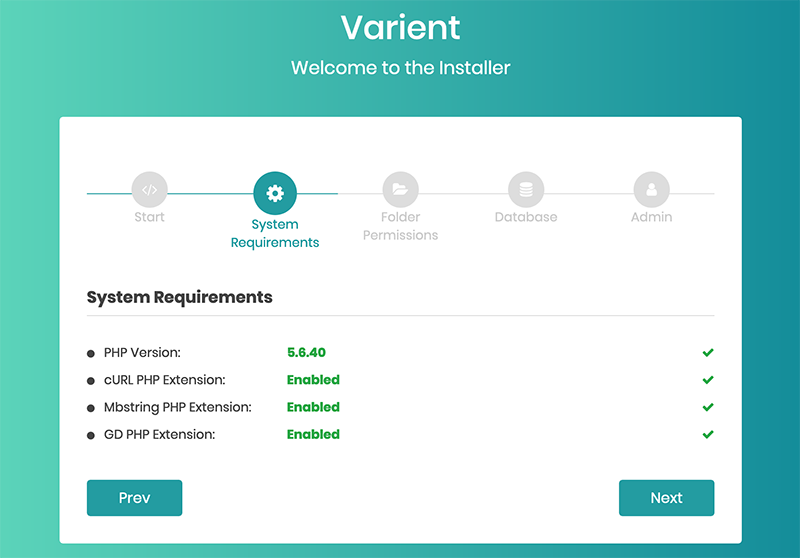 Varient
Welcome to the Installer
Start
System
Requirements
Folder
Permissions
Database
Admin
System Requirements
PHP Version: 5.6.40
cURL PHP Extension: Enabled
Mbstring PHP Extension: Enabled
GD PHP Extension: Enabled
Prev Next